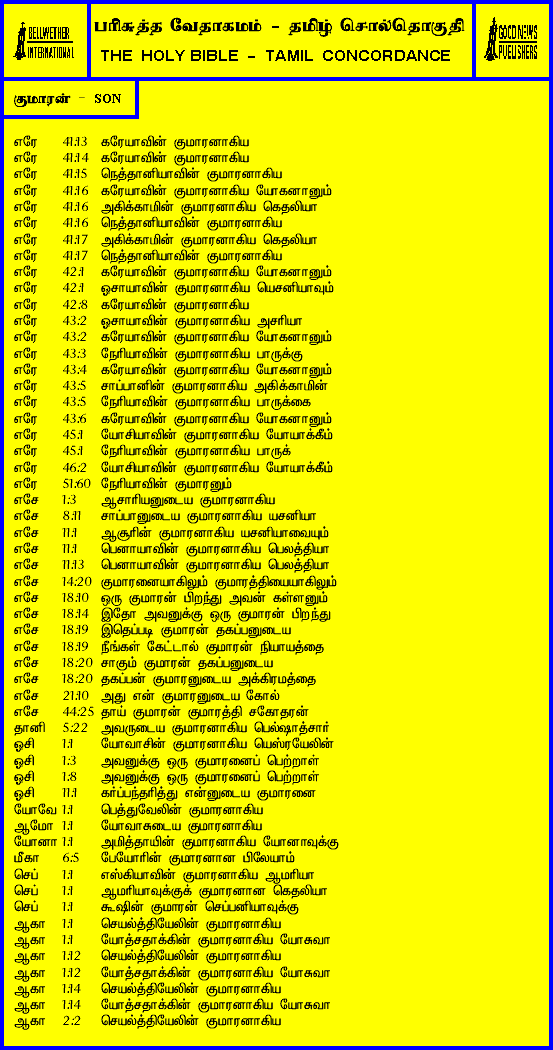 BELLWETHER
INTERNATIONAL
பரிசுத்த வேதாகமம் - தமிழ் சொல்தொகுதி
THE HOLY BIBLE - TAMIL CONCORDANCE
GOOD NEWS
PUBLISHERS
குமாரன் - SON
எரே 41:13 கரேயாவின் குமாரனாகிய
எரே 41:14 கரேயாவின் குமாரனாகிய
எரே 41:15 நெத்தானியாவின் குமாரனாகிய
எரே 41:16 கரேயாவின் குமாரனாகிய யோகனானும்
எரே 41:16 அகிக்காமின் குமாரனாகிய கெதலியா
எரே 41:16 நெத்தானியாவின் குமாரனாகிய
எரே 41:17 அகிக்காமின் குமாரனாகிய கெதலியா
எரே 41:17 நெத்தானியாவின் குமாரனாகிய
எரே 42:1 கரேயாவின் குமாரனாகிய யோகனானும்
எரே 42:1 ஓசாயாவின் குமாரனாகிய யெசனியாவும்
எரே 42:8 கரேயாவின் குமாரனாகிய
எரே 43:2 ஓசாயாவின் குமாரனாகிய அசரியா
எரே 43:2 கரேயாவின் குமாரனாகிய யோகனானும்
எரே 43:3 நேரியாவின் குமாரனாகிய பாருக்கு
எரே 43:4 கரேயாவின் குமாரனாகிய யோகனானும்
எரே 43:5 சாப்பானின் குமாரனாகிய அகிக்காமின்
எரே 43:5 நேரியாவின் குமாரனாகிய பாருக்கை
எரே 43:6 கரேயாவின் குமாரனாகிய யோகனானும்
எரே 45:1 யோசியாவின் குமாரனாகிய யோயாக்கீம்
எரே 45:1 நேரியாவின் குமாரனாகிய பாருக்
எரே 46:2 யோசியாவின் குமாரனாகிய யோயாக்கீம்
எரே 51:60 நேரியாவின் குமாரனும்
எசே 1:3 ஆசாரியனுடைய குமாரனாகிய
எசே 8:11 சாப்பானுடைய குமாரனாகிய யசனியா
எசே 11:1 ஆசூரின் குமாரனாகிய யசனியாவையும்
எசே 11:1 பெனாயாவின் குமாரனாகிய பெலத்தியா
எசே 11:13 பெனாயாவின் குமாரனாகிய பெலத்தியா
எசே 14:20 குமாரனையாகிலும் குமாரத்தியையாகிலும்
எசே 18:10 ஒரு குமாரன் பிறந்து அவன் கள்ளனும்
எசே 18:14 இதோ அவனுக்கு ஒரு குமாரன் பிறந்து
எசே 18:19 இதெப்படி குமாரன் தகப்பனுடைய
எசே 18:19 நீங்கள் கேட்டால் குமாரன் நியாயத்தை
எசே 18:20 சாகும் குமாரன் தகப்பனுடைய
எசே 18:20 தகப்பன் குமாரனுடைய அக்கிரமத்தை
எசே 21:10 அது என் குமாரனுடைய கோல்
எசே 44:25 தாய் குமாரன் குமாரத்தி சகோதரன்
தானி 5:22 அவருடைய குமாரனாகிய பெல்ஷாத்சார்
ஓசி 1:1 யோவாசின் குமாரனாகிய யெஸ்ரயேலின்
ஓசி 1:3 அவனுக்கு ஒரு குமாரனைப் பெற்றாள்
ஓசி 1:8 அவனுக்கு ஒரு குமாரனைப் பெற்றாள்
ஓசி 11:1 கர்ப்பந்தரித்து என்னுடைய குமாரனை
யோவே 1:1 பெத்துவேலின் குமாரனாகிய
ஆமோ 1:1 யோவாசுடைய குமாரனாகிய
யோனா 1:1 அமித்தாயின் குமாரனாகிய யோனாவுக்கு
மீகா 6:5 பேயோரின் குமாரனான பிலேயாம்
செப் 1:1 எஸ்கியாவின் குமாரனாகிய ஆமரியா
செப் 1:1 ஆமரியாவுக்குக் குமாரனான கெதலியா
செப் 1:1 கூஷின் குமாரன் செப்பனியாவுக்கு
ஆகா 1:1 செயல்த்தியேலின் குமாரனாகிய
ஆகா 1:1 யோத்சதாக்கின் குமாரனாகிய யோசுவா
ஆகா 1:12 செயல்த்தியேலின் குமாரனாகிய
ஆகா 1:12 யோத்சதாக்கின் குமாரனாகிய யோசுவா
ஆகா 1:14 செயல்த்தியேலின் குமாரனாகிய
ஆகா 1:14 யோத்சதாக்கின் குமாரனாகிய யோசுவா
ஆகா 2:2 செயல்த்தியேலின் குமாரனாகிய